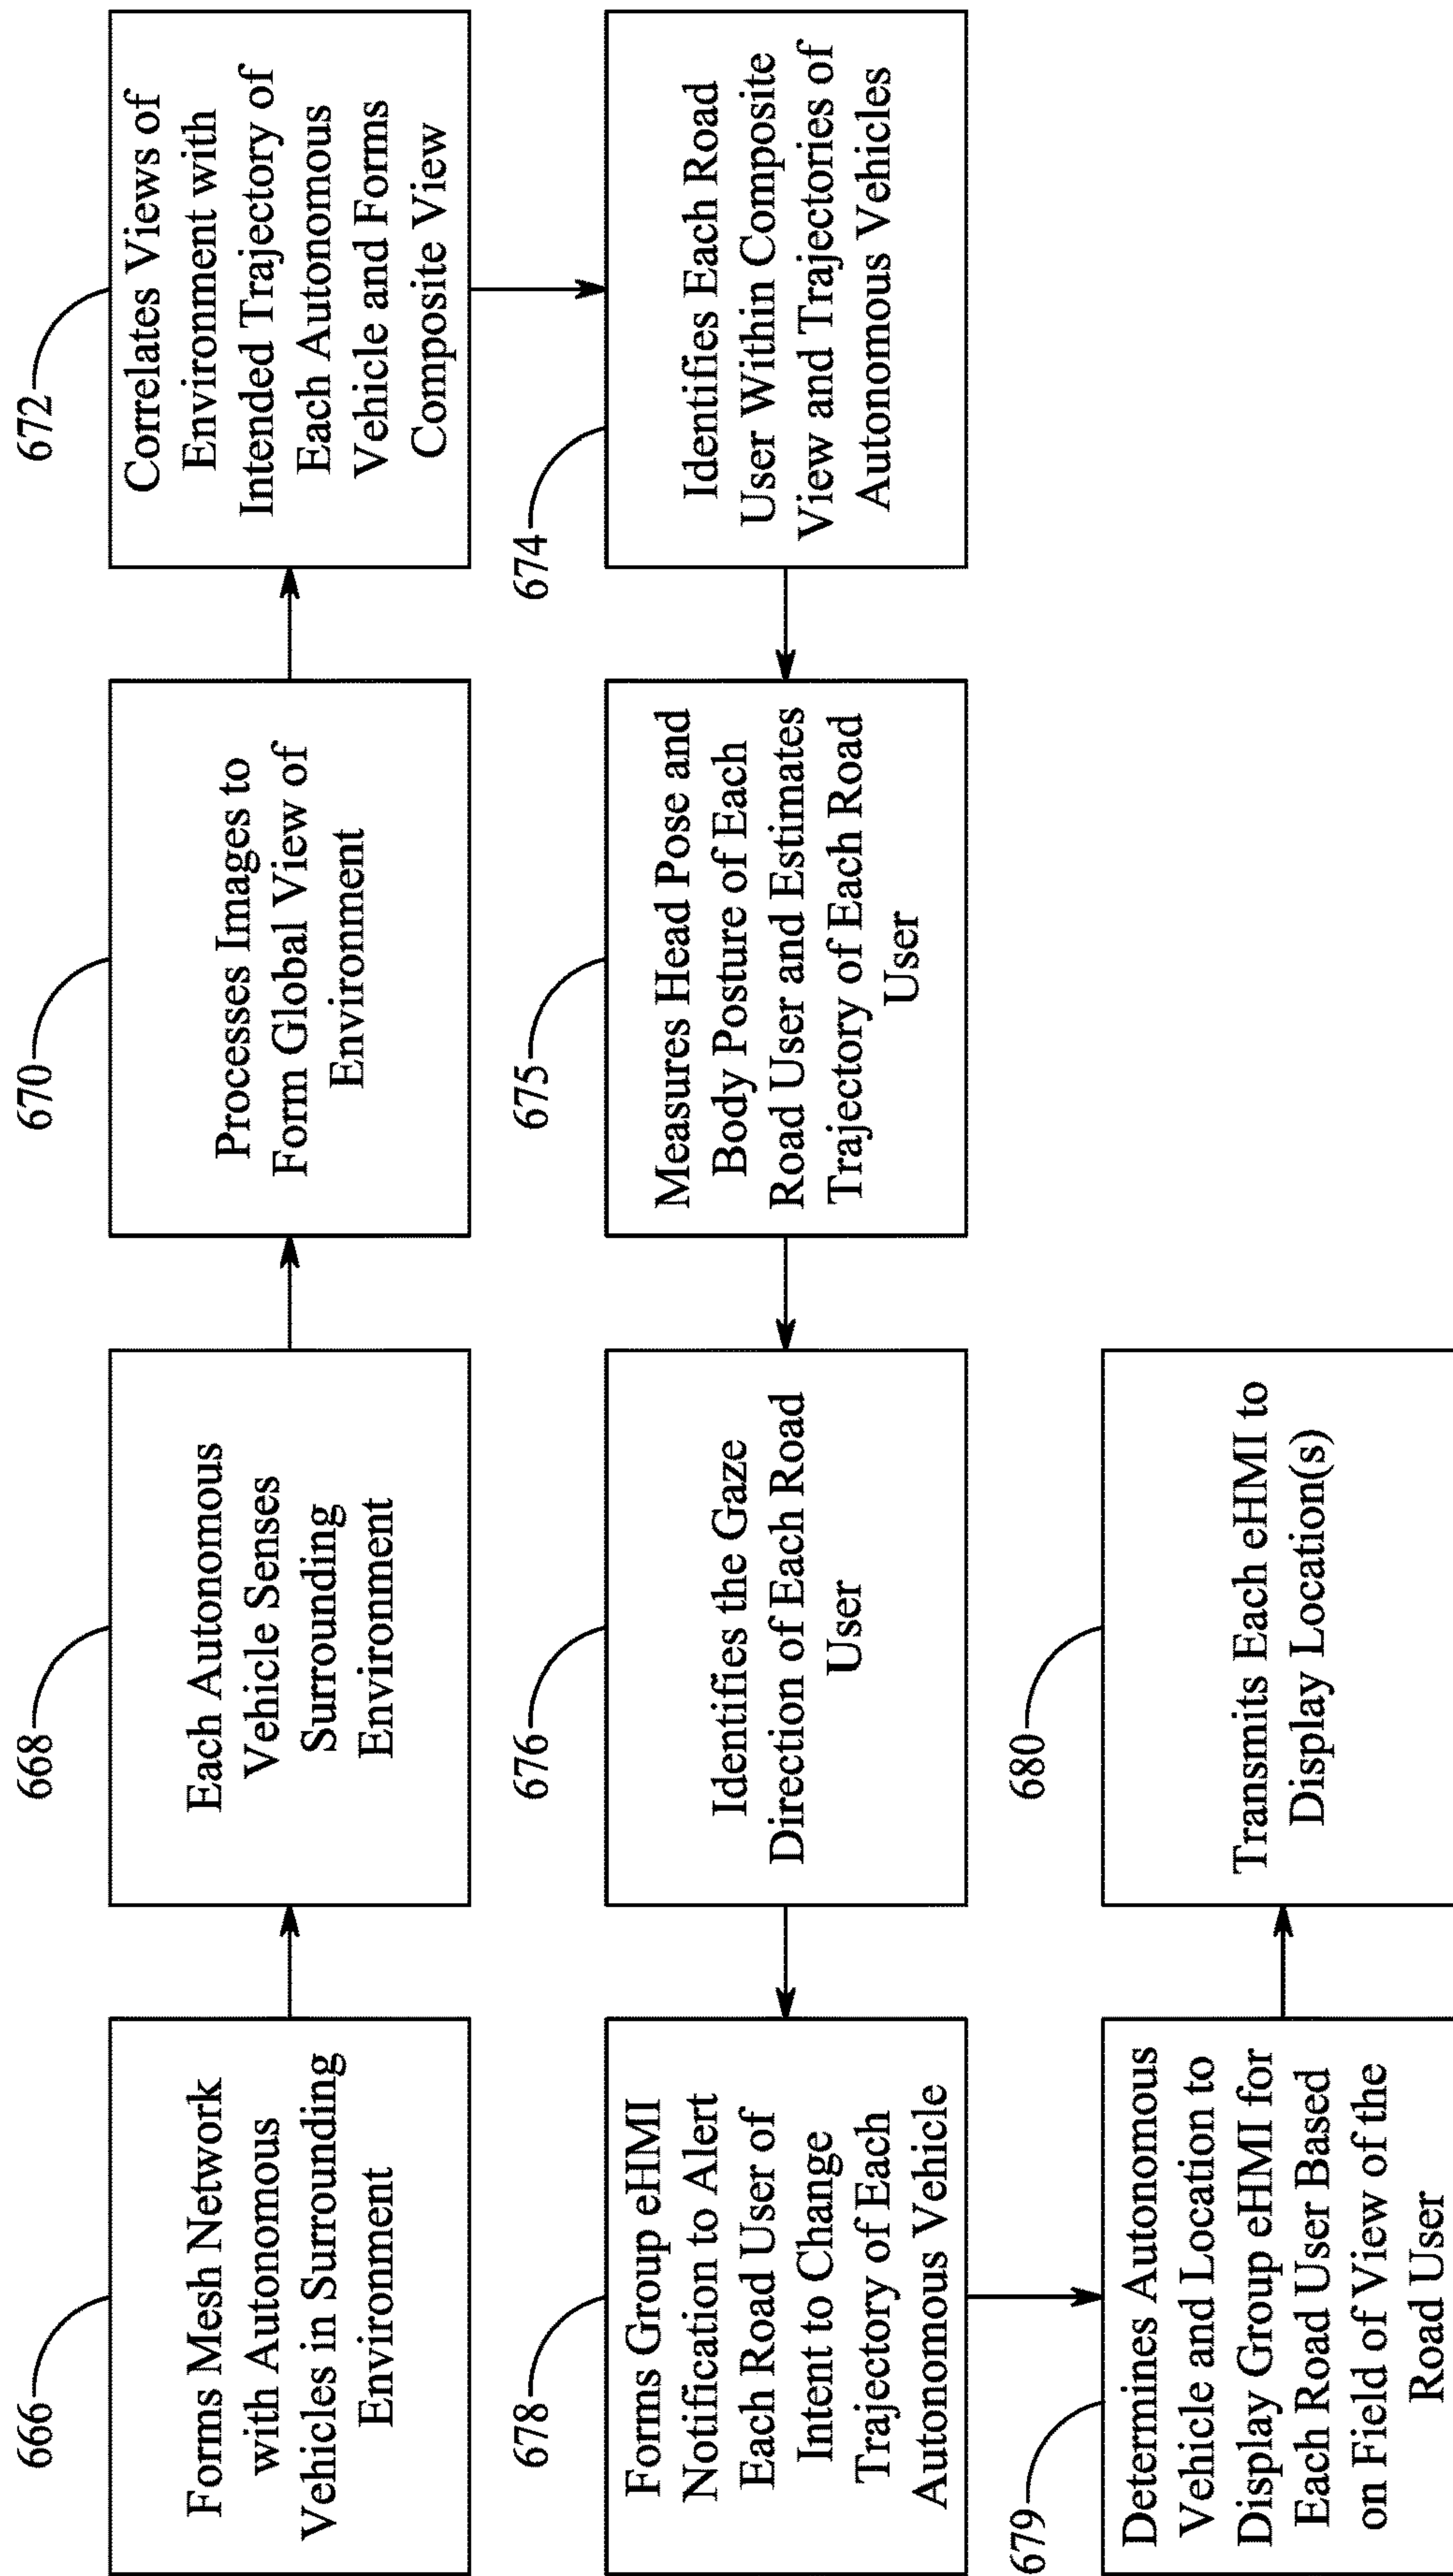 666
Forms Mesh Network
with Autonomous
Vehicles in Surrounding
Environment
668
Each Autonomous
Vehicle Senses
Surrounding
Environment
670
Processes Images to
Form Global View of
Environment
672
Correlates Views of
Environment with
Intended Trajectory of
Each Autonomous
Vehicle and Forms
Composite View
674
Identifies Each Road
User Within Composite
View and Trajectories of
Autonomous Vehicles
675
Measures Head Pose and
Body Posture of Each
Road User and Estimates
Trajectory of Each Road
User
676
Identifies the Gaze
Direction of Each Road
User
678
Forms Group eHMI
Notification to Alert
Each Road User of
Intent to Change
Trajectory of Each
Autonomous Vehicle
679
Determines Autonomous
Vehicle and Location to
Display Group eHMI for
Each Road User Based
on Field of View of the
Road User
680
Transmits Each eHMI to
Display Location(s)